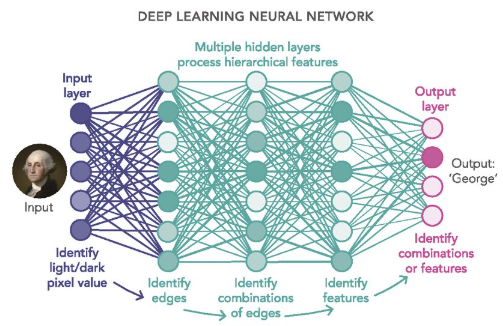 DEEP LEARNING NEURAL NETWORK
Multiple hidden layers
process hierarchical features
Input
layer
Output
layer
Input
Output:
'George'
Identify
light/dark
pixel value
Identify
edges
Identify
combinations
of edges
Identify
features
Identify
combinations
or features